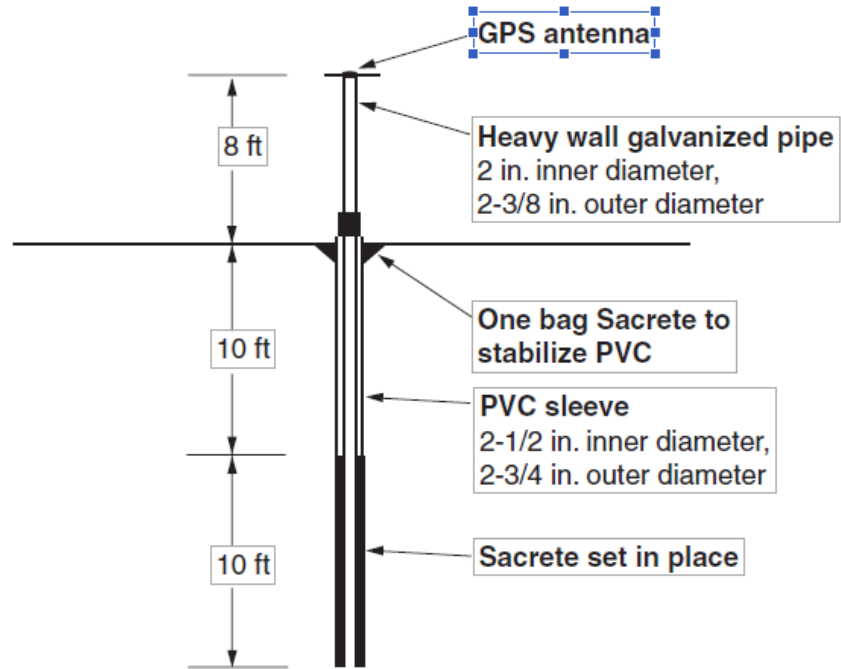 GPS antenna
8 ft
Heavy wall galvanized pipe
2 in. inner diameter,
2-3/8 in. outer diameter
10 ft
One bag Sacrete to
stabilize PVC
PVC sleeve
2-1/2 in. inner diameter,
2-3/4 in. outer diameter
10 ft
Sacrete set in place